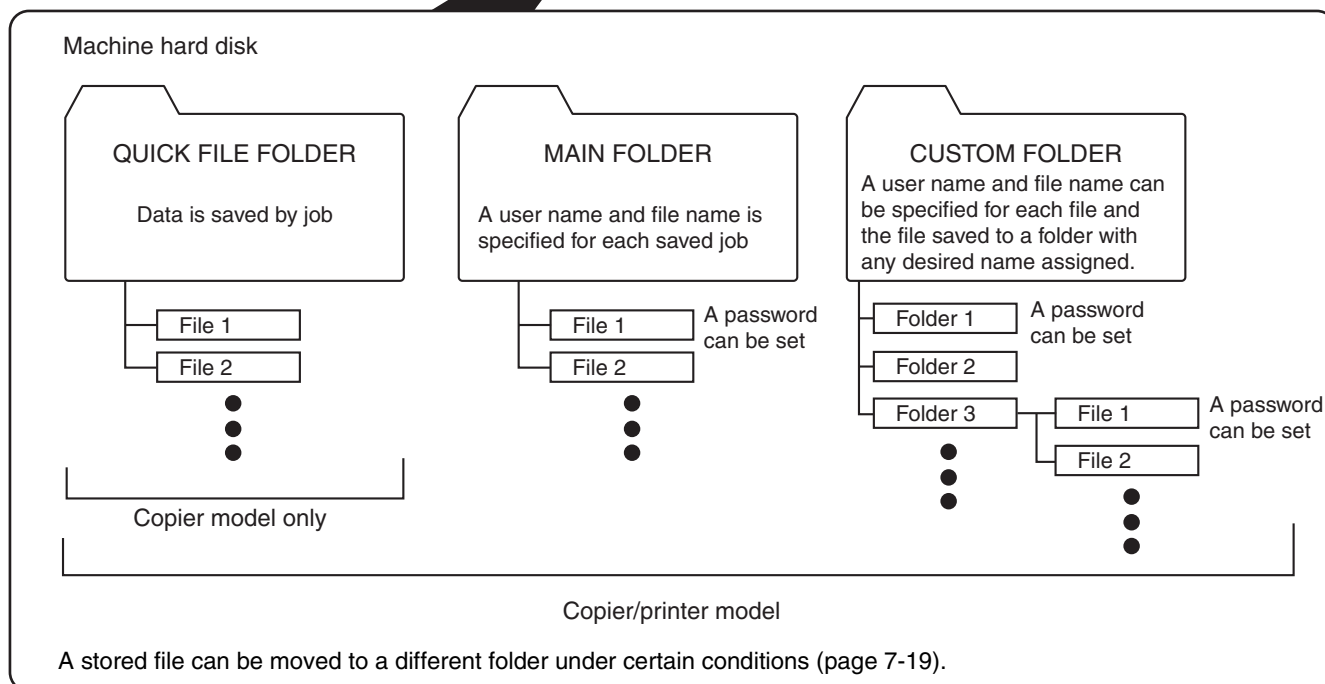 Machine hard disk
QUICK FILE FOLDER
Data is saved by job
File 1
File 2
Copier model only
MAIN FOLDER
A user name and file name is
specified for each saved job
File 1
File 2
A password
can be set
CUSTOM FOLDER
A user name and file name can
be specified for each file and
the file saved to a folder with
any desired name assigned.
Folder 1
A password
can be set
Folder 2
Folder 3
File 1
File 2
A password
can be set
Copier/printer model
A stored file can be moved to a different folder under certain conditions (page 7-19).